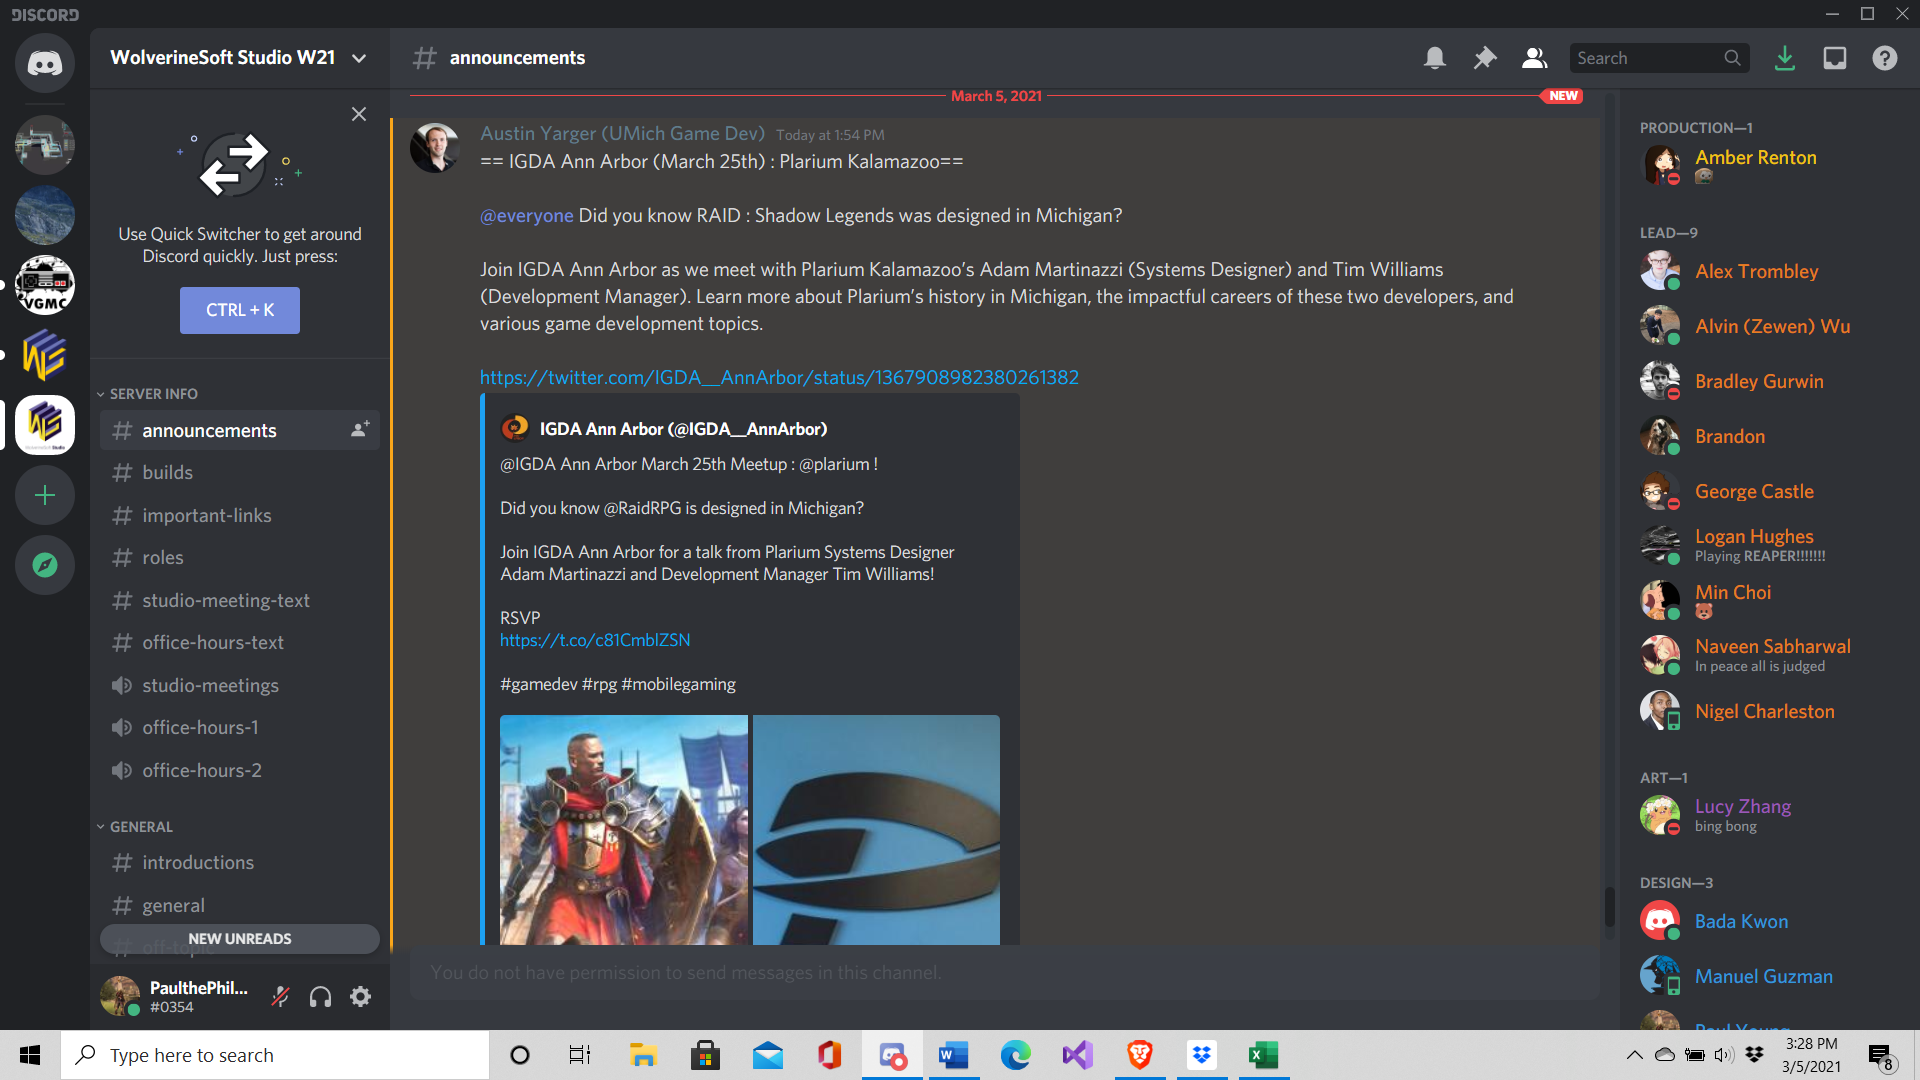 DISCORD
WolverineSoft Studio W21
Use Quick Switcher to get around
Discord quickly. Just press:
CTRL + K
SERVER INFO
announcements
builds
important-links
roles
studio-meeting-text
office-hours-text
studio-meetings
office-hours-1
office-hours-2
GENERAL
introductions
general
off-topic
NEW UNREADS
PaulthePhil...
#0354
announcements
Search
March 5, 2021
NEW
Austin Yarger (UMich Game Dev) Today at 1:54 PM
== IGDA Ann Arbor (March 25th) : Plarium Kalamazoo==
@everyone Did you know RAID : Shadow Legends was designed in Michigan?
Join IGDA Ann Arbor as we meet with Plarium Kalamazoo’s Adam Martinazzi (Systems Designer) and Tim Williams
(Development Manager). Learn more about Plarium’s history in Michigan, the impactful careers of these two developers, and
various game development topics.
https://twitter.com/IGDA__AnnArbor/status/1367908982380261382
IGDA Ann Arbor (@IGDA__AnnArbor)
@IGDA Ann Arbor March 25th Meetup : @plarium !
Did you know @RaidRPG is designed in Michigan?
Join IGDA Ann Arbor for a talk from Plarium Systems Designer
Adam Martinazzi and Development Manager Tim Williams!
RSVP
https://t.co/c81CmblZSN
#gamedev #rpg #mobilegaming
You do not have permission to send messages in this channel.
PRODUCTION—1
Amber Renton
LEAD—9
Alex Trombley
Alvin (Zewen) Wu
Bradley Gurwin
Brandon
George Castle
Logan Hughes
Playing REAPER!!!!!!!
Min Choi
Naveen Sabharwal
In peace all is judged
Nigel Charleston
ART—1
Lucy Zhang
bing bong
DESIGN—3
Bada Kwon
Manuel Guzman
Paul Young
VGMC
Type here to search
3:28 PM
3/5/2021
8